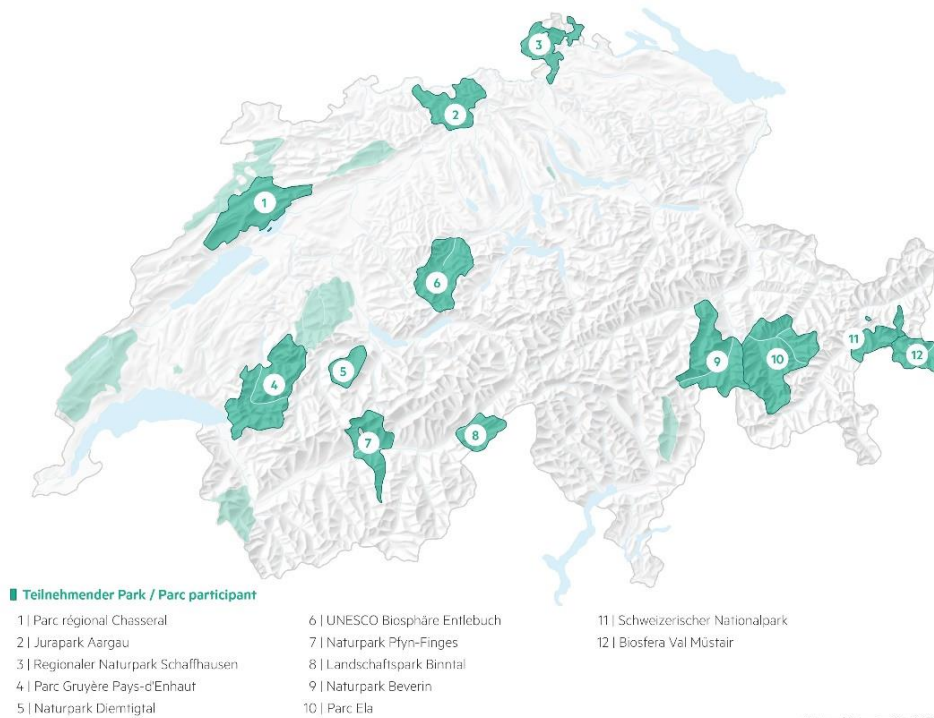 3
2
1
6
11
12
9
10
5
4
8
7
Teilnehmender Park / Parc participant
1 | Parc régional Chasseral
2 | Jurapark Aargau
3 | Regionaler Naturpark Schaffhausen
4 | Parc Gruyère Pays-d'Enhaut
5 | Naturpark Diemtigtal
6 | UNESCO Biosphäre Entlebuch
7 | Naturpark Pfyn-Finges
8 | Landschaftspark Binntal
9 | Naturpark Beverin
10 | Parc Ela
11 | Schweizerischer Nationalpark
12 | Biosfera Val Müstair